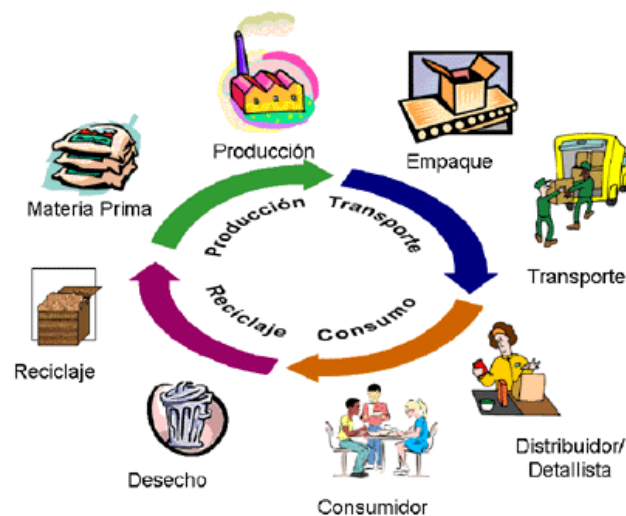 Producción
Empaque
Materia Prima
Producción
Transporte
Transporte
Reciclaje
Consumo
Reciclaje
Desecho
Consumidor
Distribuidor/
Detallista